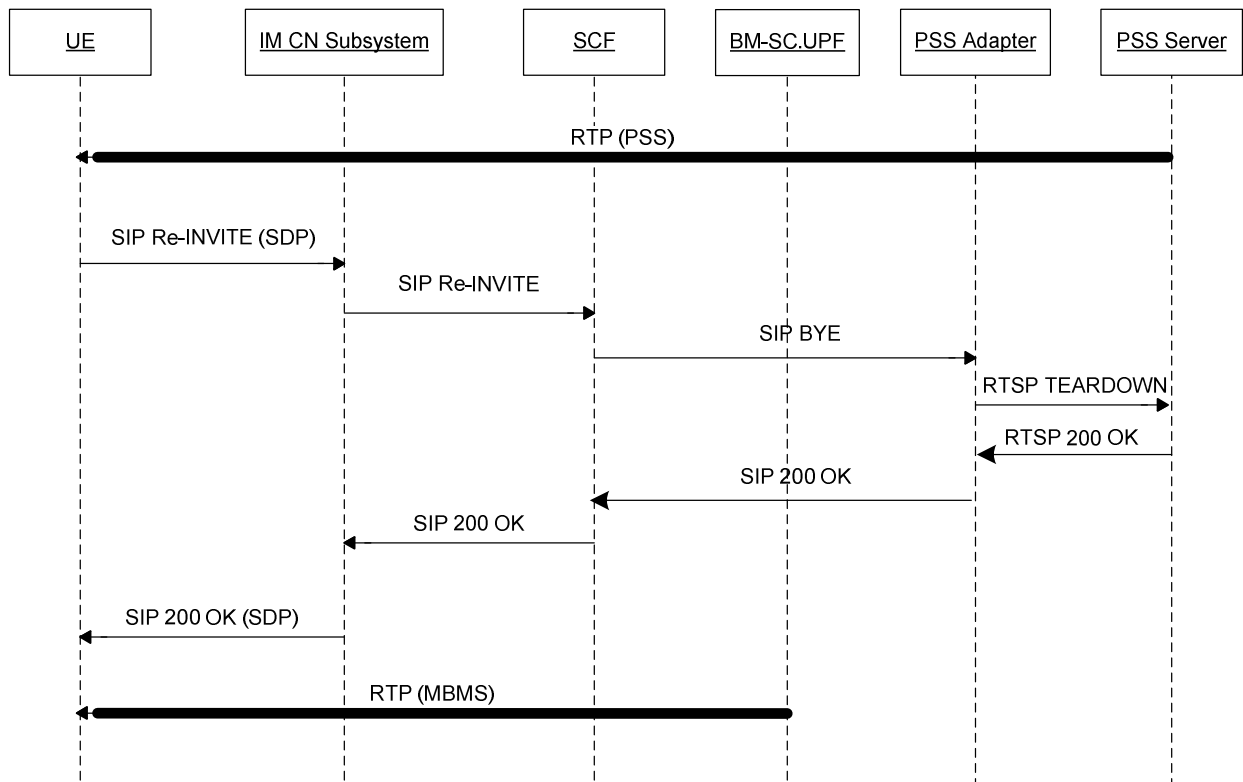 UE
IM CN Subsystem
SCF
BM-SC.UPF
PSS Adapter
PSS Server
RTP (PSS)
SIP Re-INVITE (SDP)
SIP Re-INVITE
SIP BYE
RTSP TEARDOWN
RTSP 200 OK
SIP 200 OK
SIP 200 OK
SIP 200 OK (SDP)
RTP (MBMS)